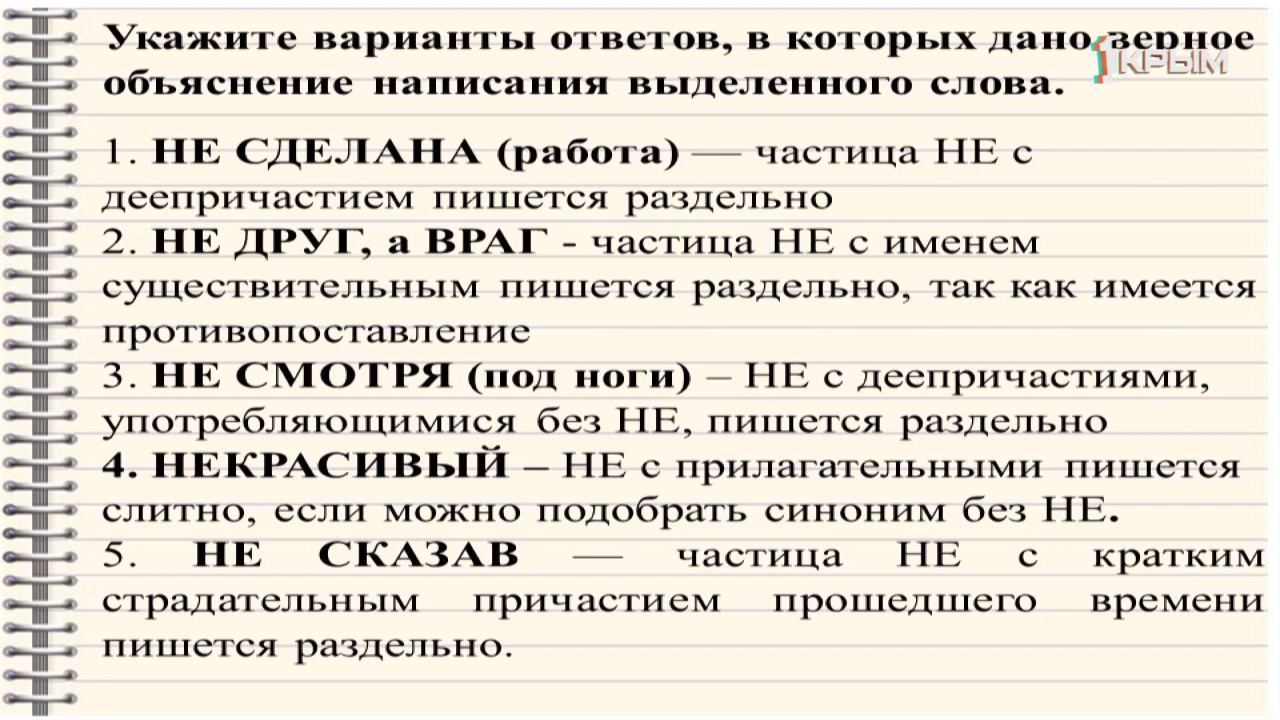 Укажите варианты ответов, в которых дано верное
КРЫМ
объяснение написания выделенного слова.
1. НЕ СДЕЛАНА (работа) — частица НЕ с
деепричастием пишется раздельно
2. НЕ ДРУГ, а ВРАГ - частица НЕ с именем
существительным пишется раздельно, так как имеется
противопоставление
3. НЕ СМОТРЯ (под ноги) – НЕ с деепричастиями,
употребляющимися без НЕ, пишется раздельно
4. НЕКРАСИВЫЙ – НЕ с прилагательными пишется
слитно, если можно подобрать синоним без НЕ.
5. НЕ СКАЗАВ — частица НЕ с кратким
страдательным причастием прошедшего времени
пишется раздельно.